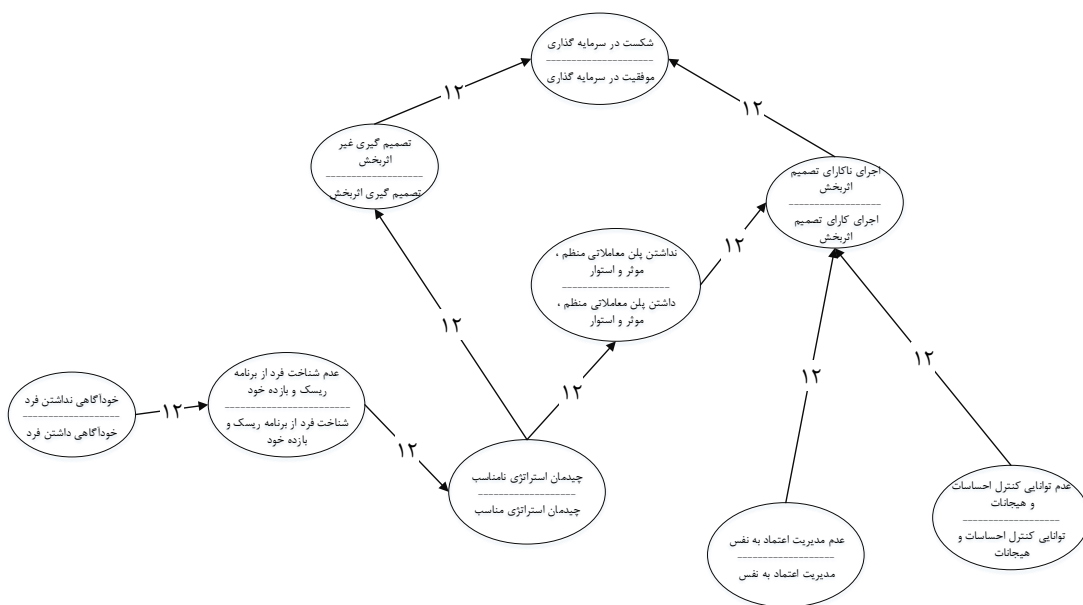 شکست در سرمایه گذاری
موفقیت در سرمایه گذاری
۱۲
۱۲
تصمیم گیری غیر
اثربخش
تصمیم گیری اثربخش
اجرای ناکارای تصمیم
اثربخش
اجرای کارای تصمیم
اثربخش
۱۲
نداشتن پلن معاملاتی منظم ،
موثر و استوار
داشتن پلن معاملاتی منظم ،
موثر و استوار
۱۲
۱۲
۱۲
۱۲
عدم شناخت فرد از برنامه
ریسک و بازده خود
شناخت فرد از برنامه ریسک و
بازده خود
خودآگاهی نداشتن فرد
خودآگاهی داشتن فرد
۱۲
۱۲
چیدمان استراتژی نامناسب
چیدمان استراتژی مناسب
عدم توانایی کنترل احساسات
و هیجانات
توانایی کنترل احساسات و
هیجانات
عدم مدیریت اعتماد به نفس
مدیریت اعتماد به نفس